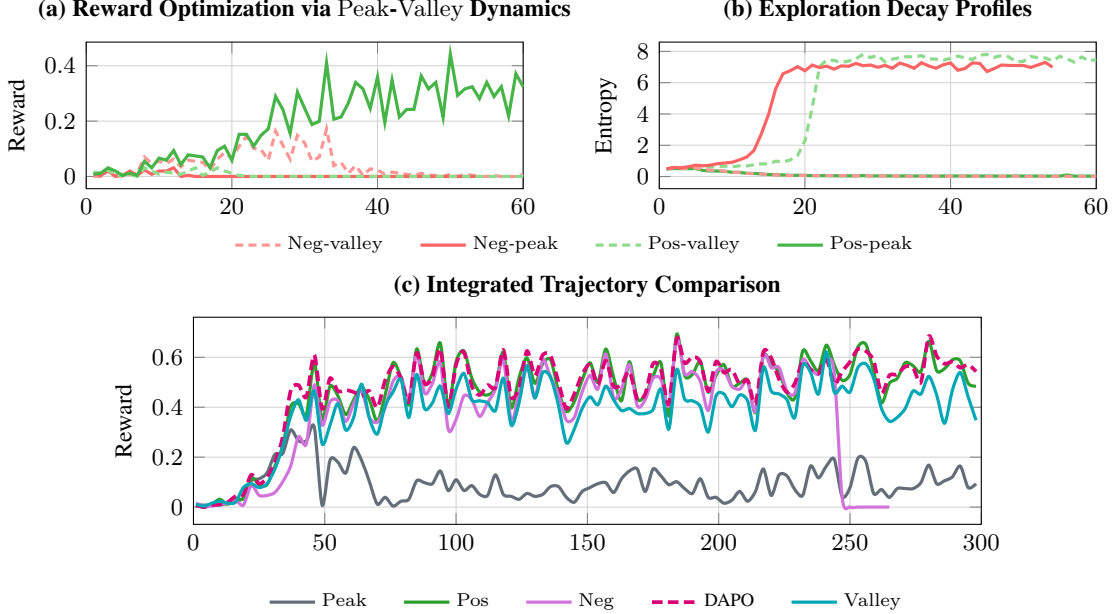 (a) Reward Optimization via Peak-Valley Dynamics
(b) Exploration Decay Profiles
Reward
0.4
0.2
0
0 20 40 60
Entropy
8
6
4
2
0
0 20 40 60
Neg-valley Neg-peak Pos-valley Pos-peak
(c) Integrated Trajectory Comparison
Reward
0.6
0.4
0.2
0
0 50 100 150 200 250 300
Peak Pos Neg DAPO Valley